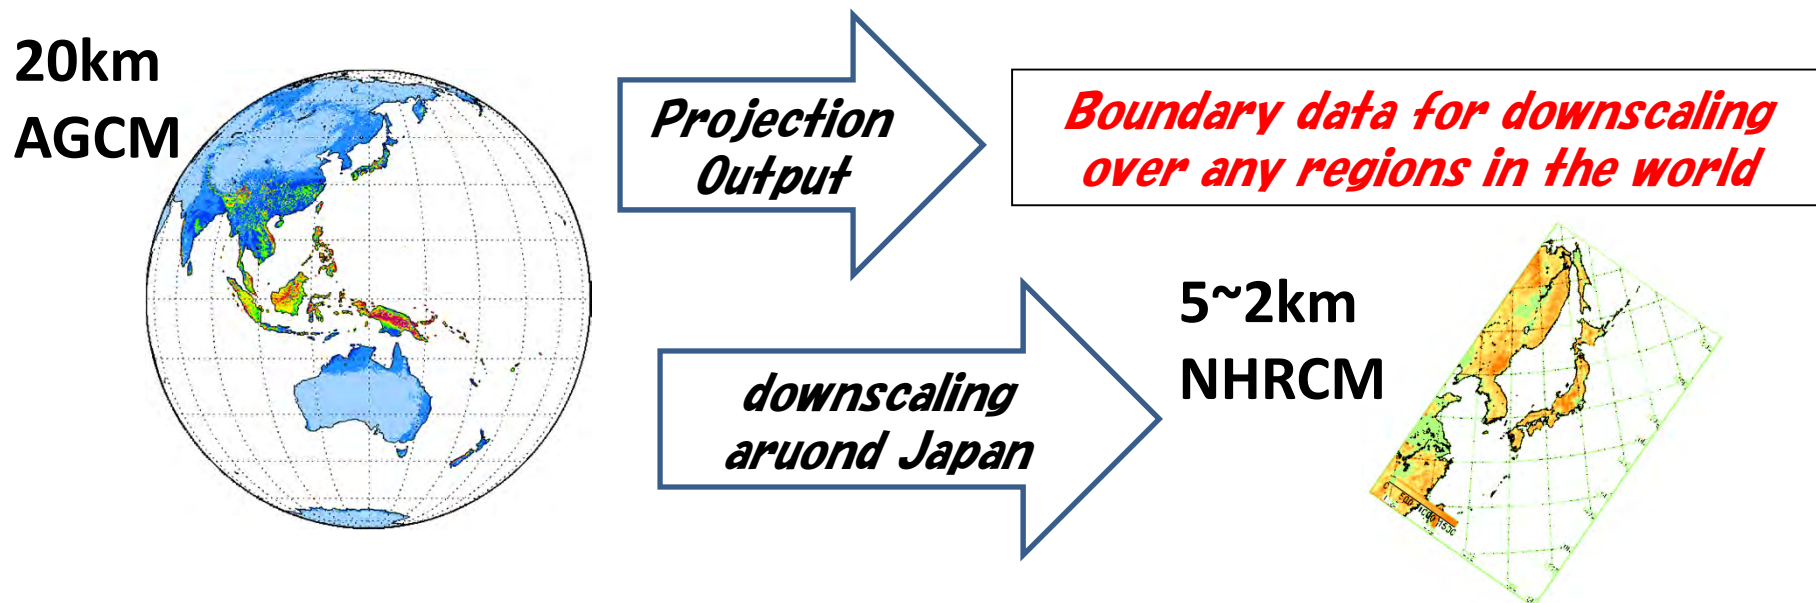 20km
AGCM
Projection
Output
Boundary data for downscaling
over any regions in the world
5~2km
NHRCM
downscaling
aruond Japan